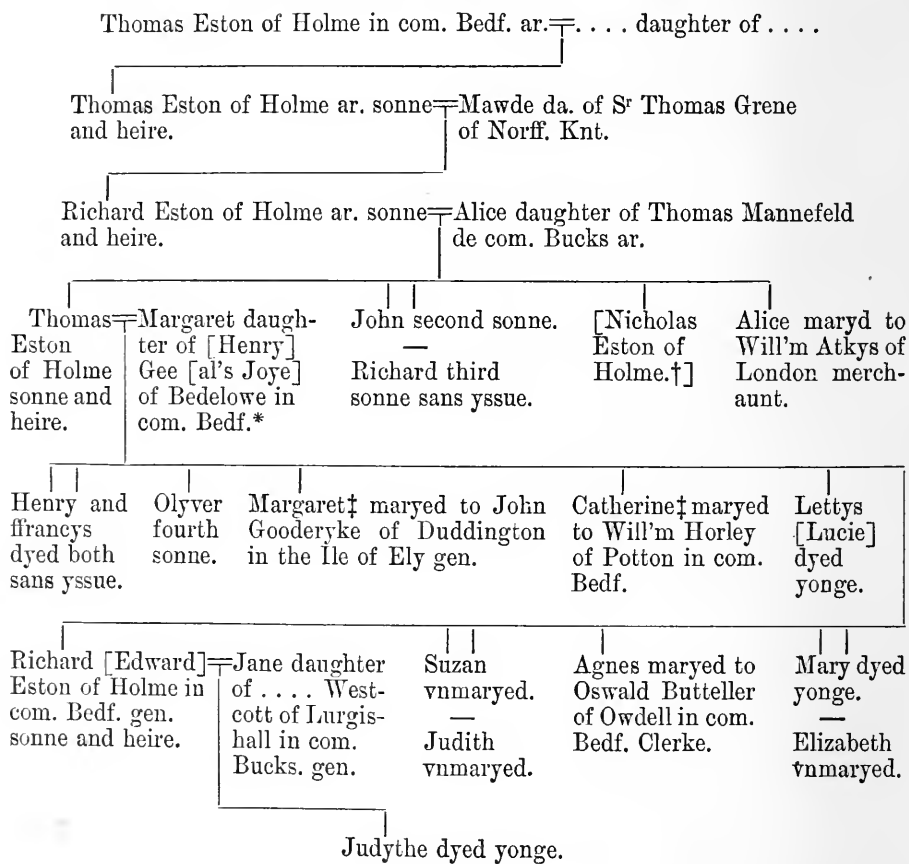 Thomas Eston of Holme in com. Bedf. ar.=. . . . daughter of . . . .
Thomas Eston of Holme ar. sonne=Mawde da. of Sr Thomas Grene
and heire. of Norff. Knt.
Richard Eston of Holme ar. sonne=Alice daughter of Thomas Mannefeld
and heire. de com. Bucks ar.
Thomas=
Eston
of Holme
sonne and
heire.
Margaret daugh-
ter of [Henry]
Gee [al's Joye]
of Bedelowe in
com. Bedf.*
John second sonne.
—
Richard third
sonne sans yssue.
[Nicholas
Eston of
Holme.†]
Alice maryd to
Will'm Atkys of
London merch-
aunt.
Henry and
ffrancys
dyed both
sans yssue.
Olyver
fourth
sonne.
Margaret‡ maryed to John
Gooderyke of Duddington
in the Ile of Ely gen.
Catherine‡ maryed
to Will'm Horley
of Potton in com.
Bedf.
Lettys
[Lucie]
dyed
yonge.
Richard [Edward]=
Eston of Holme in
com. Bedf. gen.
sonne and heire.
Jane daughter
of . . . . West-
cott of Lurgis-
hall in com.
Bucks. gen.
Suzan
vnmaryed.
—
Judith
vnmaryed.
Agnes maryed to
Oswald Butteller
of Owdell in com.
Bedf. Clerke.
Mary dyed
yonge.
—
Elizabeth
vnmaryed.
Judythe dyed yonge.